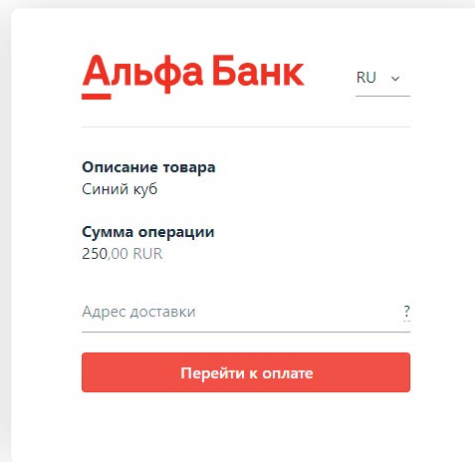 Альфа Банк
RU
Описание товара
Синий куб
Сумма операции
250,00 RUR
Адрес доставки ?
Перейти к оплате